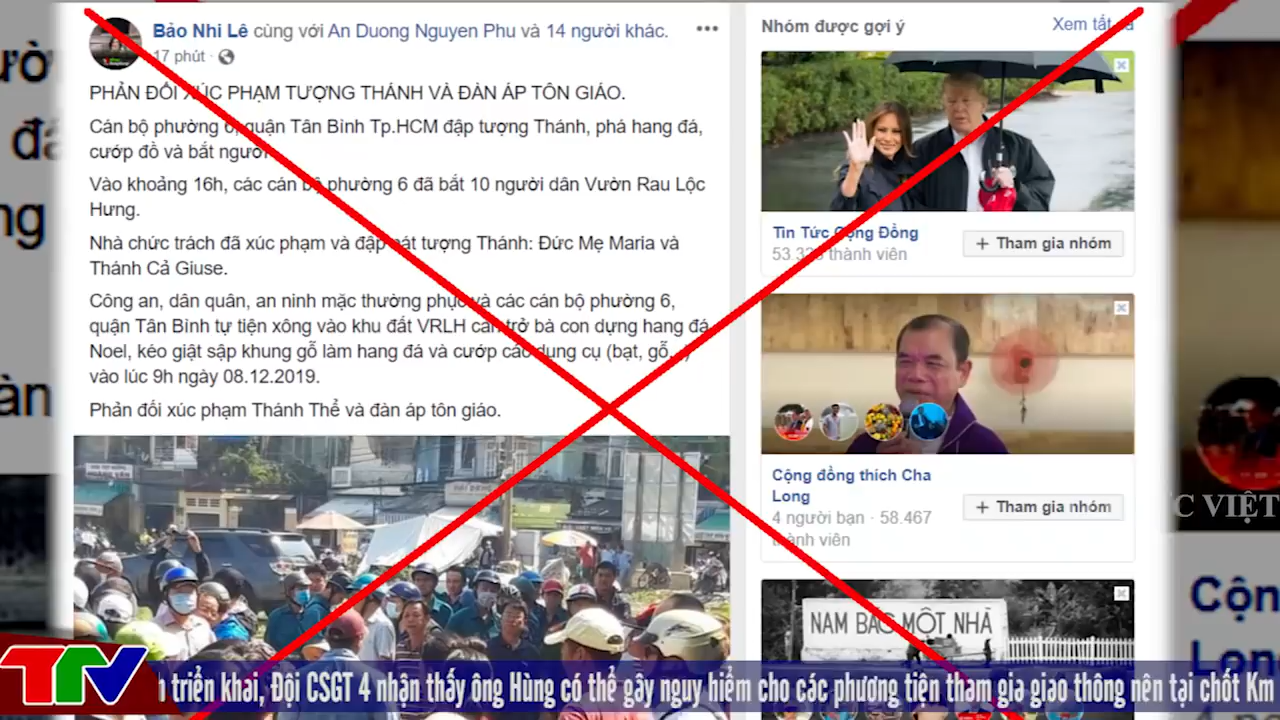 Bảo Nhi Lê cùng với An Duong Nguyen Phu và 14 người khác.
17 phút
PHẢN ĐỐI XÚC PHẠM TƯỢNG THÁNH VÀ ĐÀN ÁP TÔN GIÁO.
Cán bộ phường 6, quận Tân Bình Tp.HCM đập tượng Thánh, phá hang đá,
cướp đồ và bắt người.
Vào khoảng 16h, các cán bộ phường 6 đã bắt 10 người dân Vườn Rau Lộc
Hưng.
Nhà chức trách đã xúc phạm và đập nát tượng Thánh: Đức Mẹ Maria và
Thánh Cả Giuse.
Công an, dân quân, an ninh mặc thường phục và các cán bộ phường 6,
quận Tân Bình tự tiện xông vào khu đất VRLH cản trở bà con dựng hang đá
Noel, kéo giật sập khung gỗ làm hang đá và cướp các dụng cụ (bạt, gỗ...)
vào lúc 9h ngày 08.12.2019.
Phản đối xúc phạm Thánh Thể và đàn áp tôn giáo.
Nhóm được gợi ý
Xem tất cả
Tin Tức Cộng Đồng
thành viên
+ Tham gia nhóm
Cộng đồng thích Cha
Long
4 người bạn · 58.467
thành viên
+ Tham gia nhóm
NAM BẮC MỘT NHÀ
đá
C VIỆT
TTV
triển khai, Đội CSGT 4 nhận thấy ông Hùng có thể gây nguy hiểm cho các phương tiện tham gia giao thông nên tại chốt Km